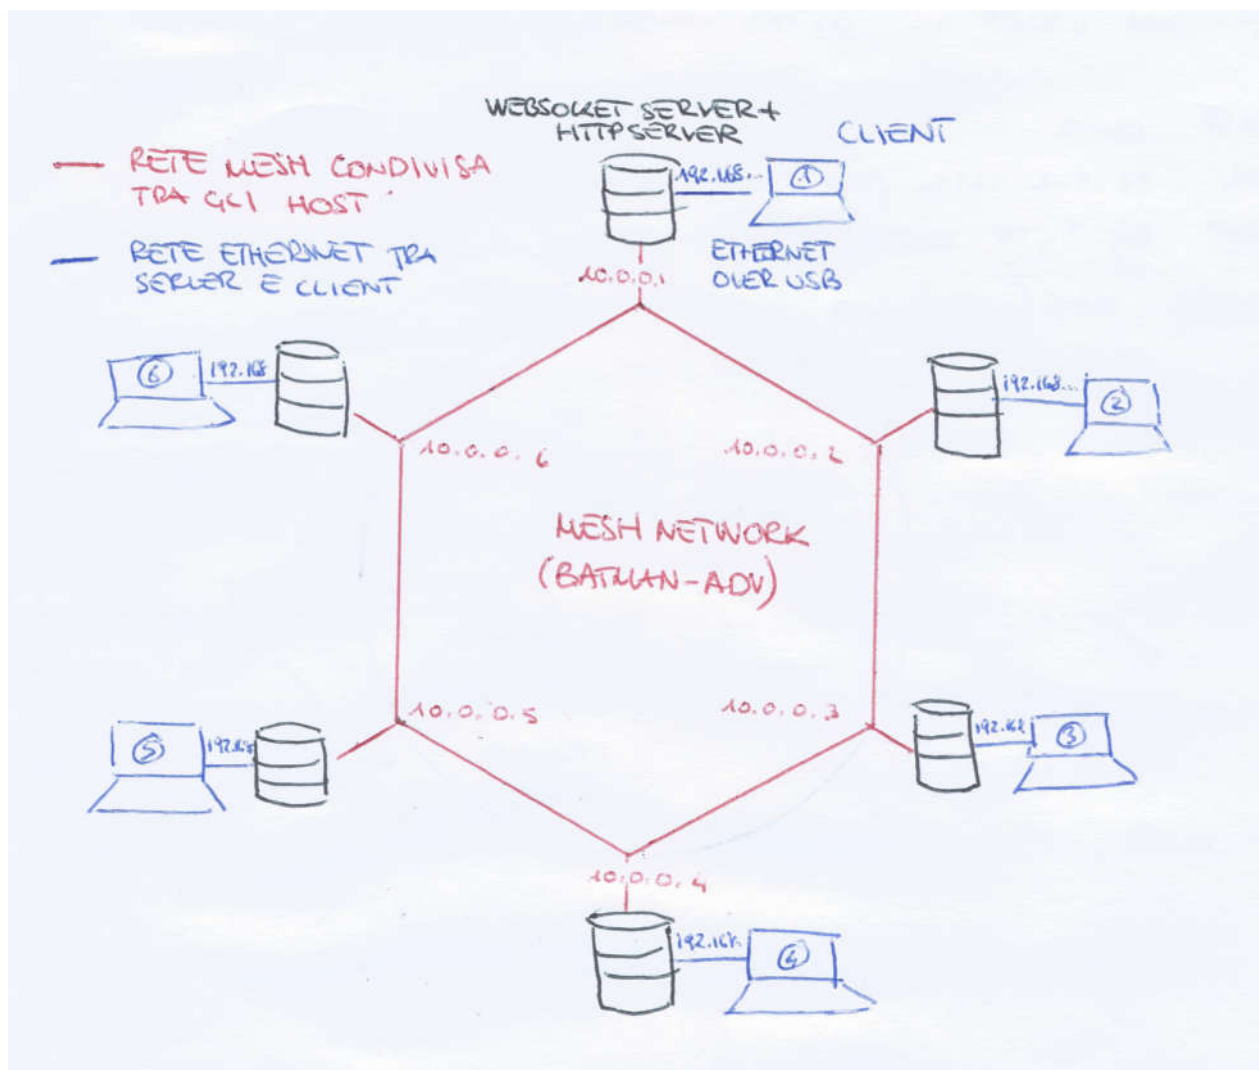 WEBSOCKET SERVER +
HTTP SERVER
CLIENT
RETE MESH CONDIVISA
TRA GLI HOST
RETE ETHERNET TRA
SERVER E CLIENT
192.168...
1
ETHERNET
OVER USB
10.0.0.1
6
192.168
192.168...
2
10.0.0.6
10.0.0.2
MESH NETWORK
(BATMAN-ADV)
10.0.0.5
10.0.0.3
5
192.168
192.168
3
10.0.0.4
192.168.
4